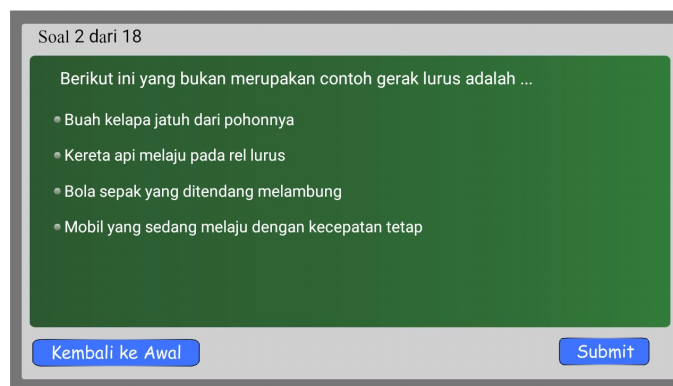 Soal 2 dari 18
Berikut ini yang bukan merupakan contoh gerak lurus adalah ...
Buah kelapa jatuh dari pohonnya
Kereta api melaju pada rel lurus
Bola sepak yang ditendang melambung
Mobil yang sedang melaju dengan kecepatan tetap
Kembali ke Awal
Submit